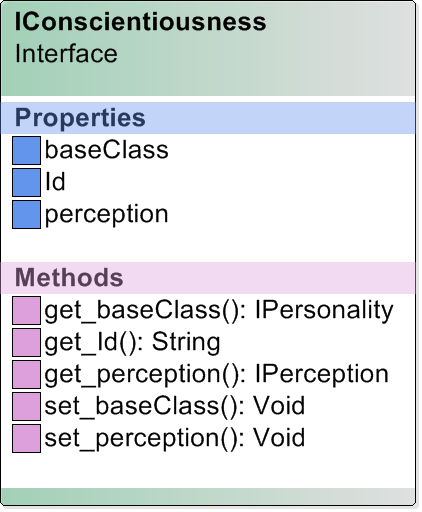 IConscientiousness
Interface
Properties
baseClass
Id
perception
Methods
get_baseClass(): IPersonality
get_Id(): String
get_perception(): IPerception
set_baseClass(): Void
set_perception(): Void